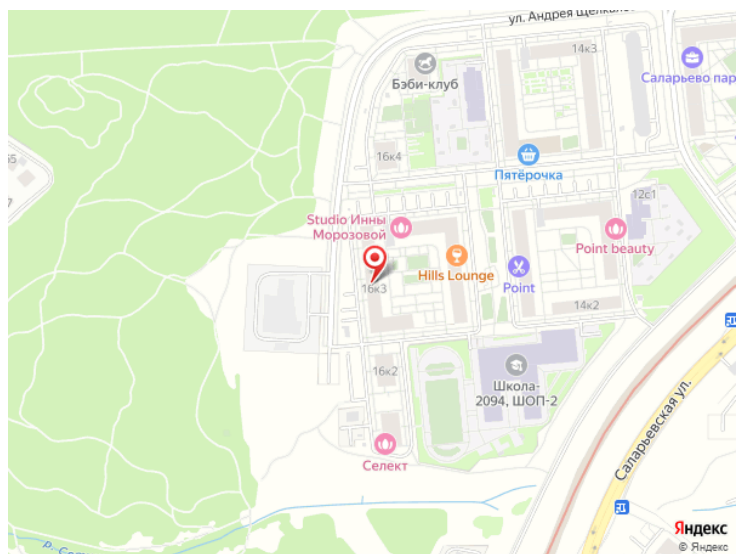 ул. Андрея Щелкало
14к3
Саларьево пар
Бэби-клуб
16к4
Пятёрочка
12с1
Studio Инны
Морозовой
Point beauty
Hills Lounge
Point
16к3
14к2
16к2
Школа-
2094, ШОП-2
Саларьевская ул.
Селект
Яндекс
© Яндекс